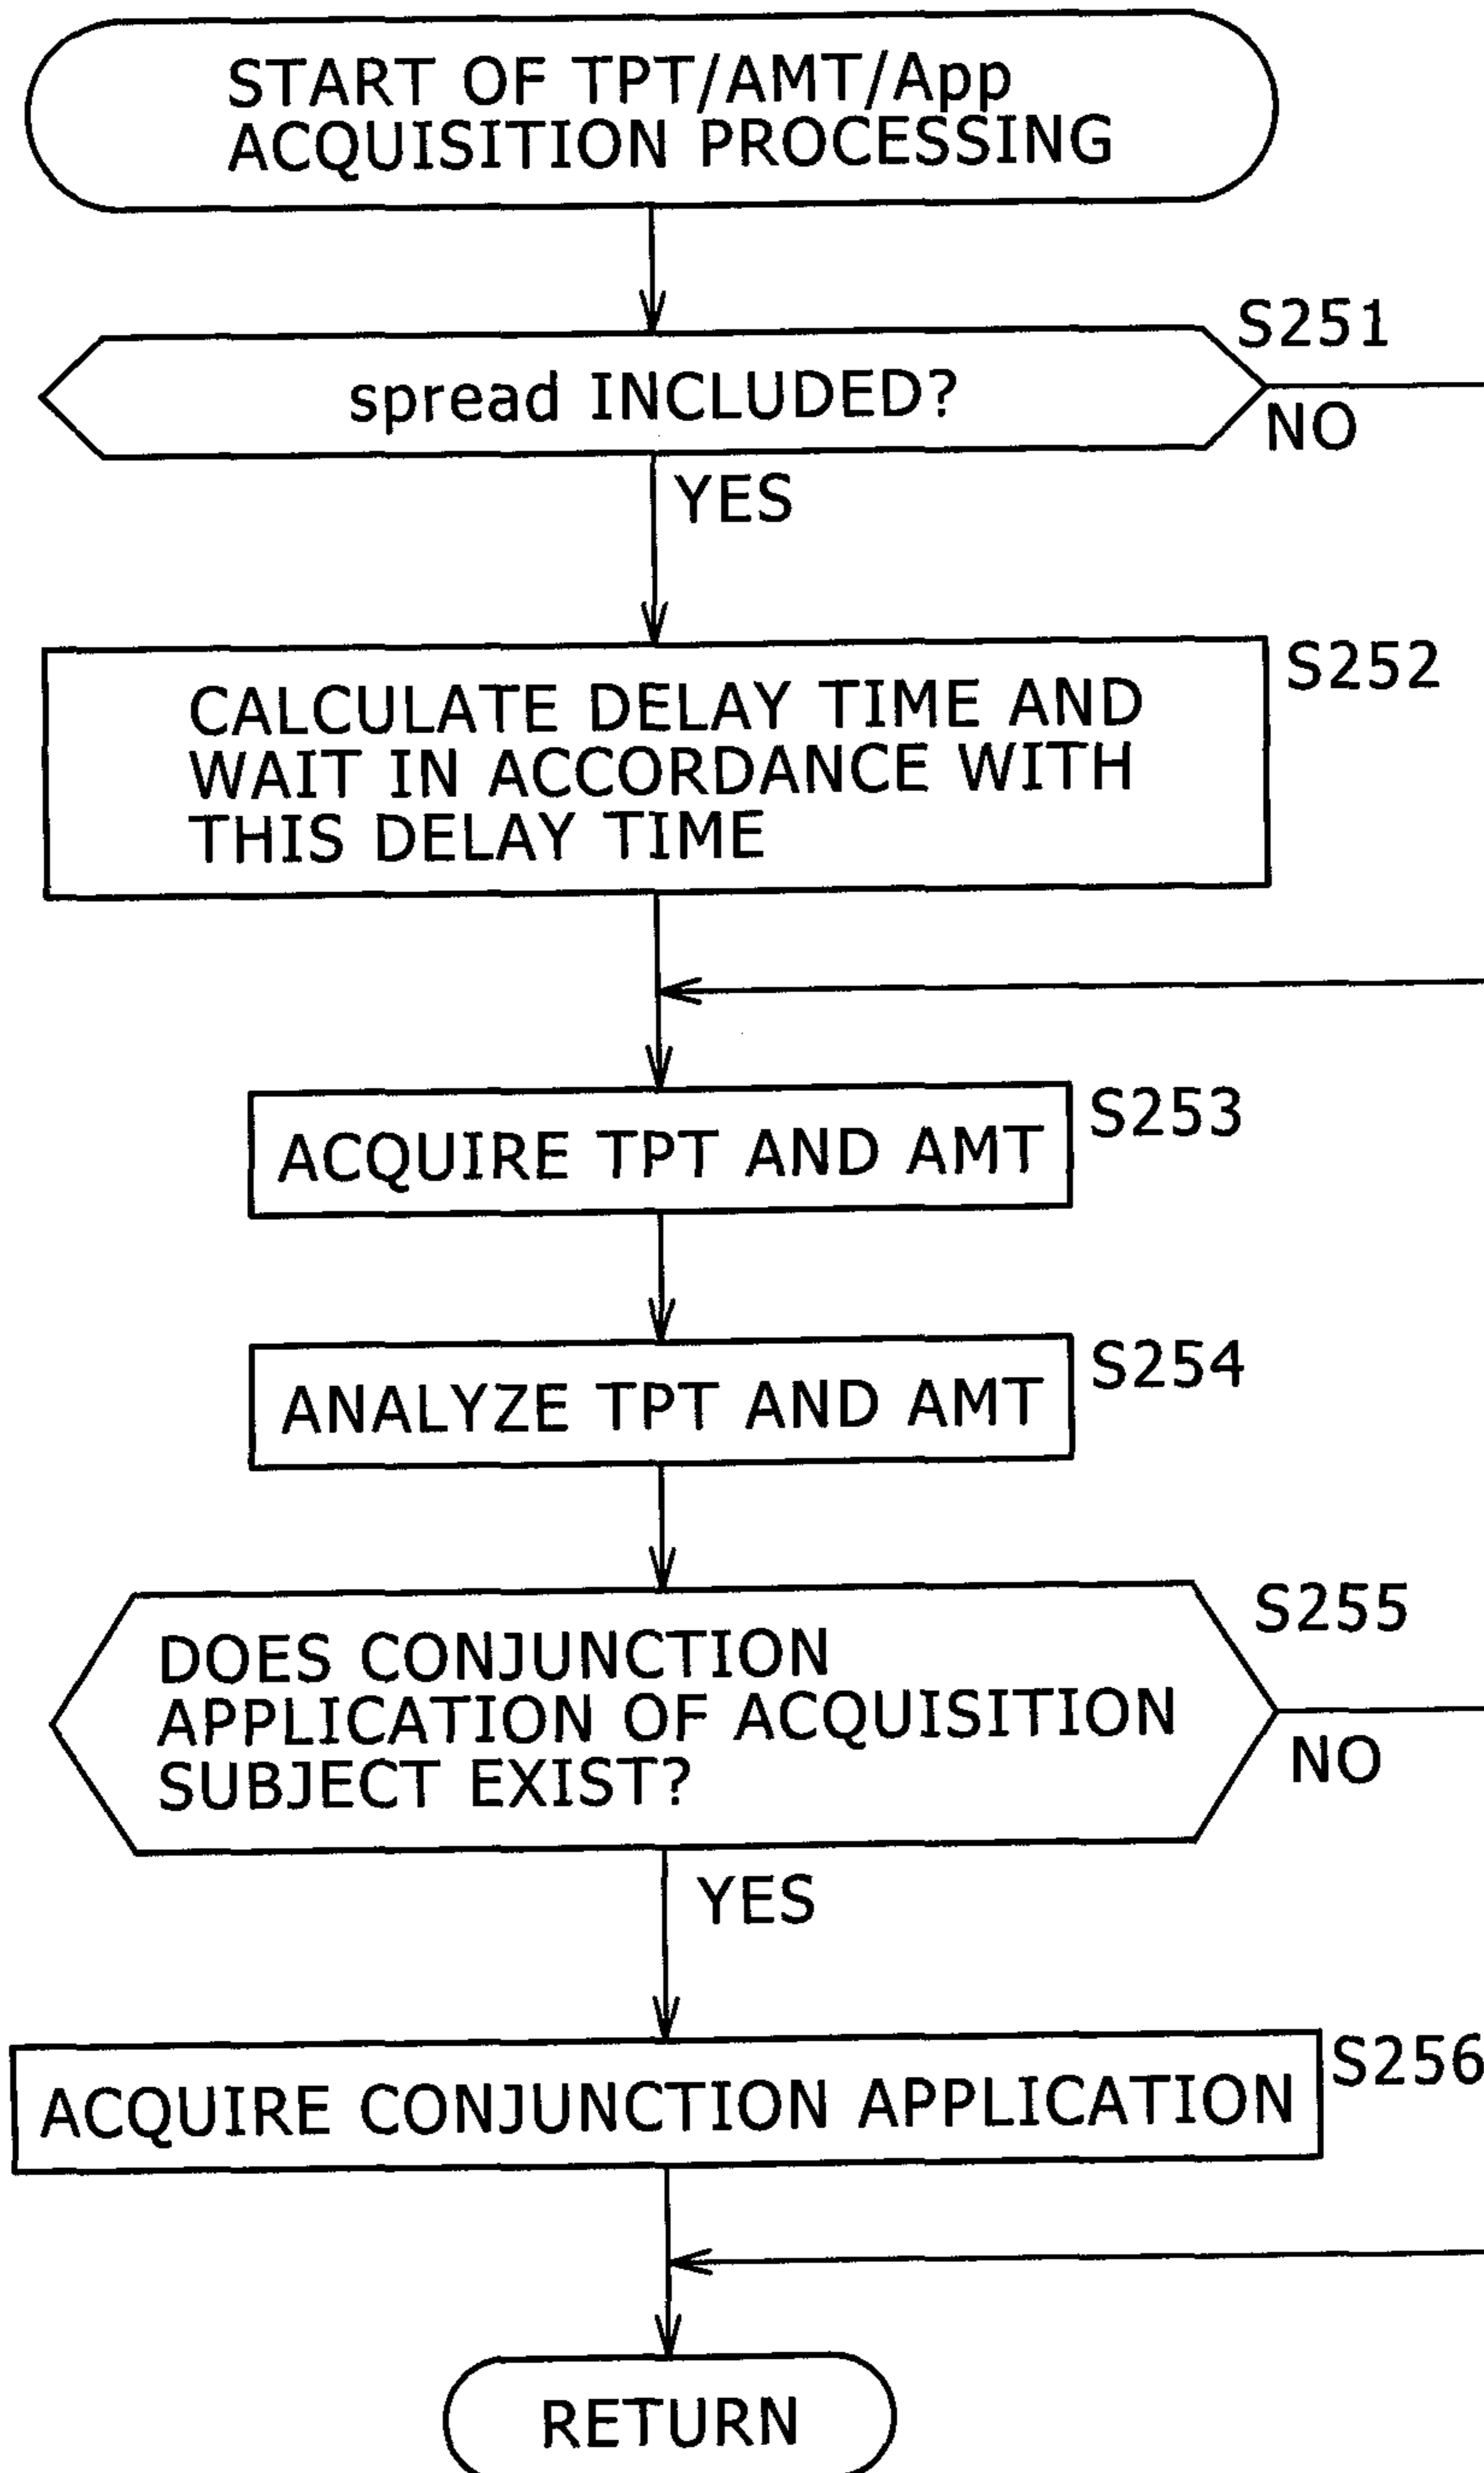 START OF TPT/AMT/App
ACQUISITION PROCESSING
S251
spread INCLUDED?
NO
YES
S252
CALCULATE DELAY TIME AND
WAIT IN ACCORDANCE WITH
THIS DELAY TIME
S253
ACQUIRE TPT AND AMT
S254
ANALYZE TPT AND AMT
S255
DOES CONJUNCTION
APPLICATION OF ACQUISITION
SUBJECT EXIST?
NO
YES
S256
ACQUIRE CONJUNCTION APPLICATION
RETURN